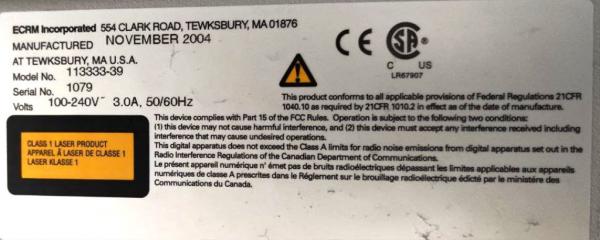 ECRM Incorporated 554 CLARK ROAD, TEWKSBURY, MA 01876
MANUFACTURED NOVEMBER 2004
AT TEWKSBURY, MA U.S.A.
Model No. 113333-39
Serial No. 1079
Volts 100-240V~ 3.0A, 50/60Hz
CE
SA
C US
LR67907
This product conforms to all applicable provisions of Federal Regulations 21CFR
1040.10 as required by 21CFR 1010.2 in effect as of the date of manufacture.
CLASS 1 LASER PRODUCT
APPAREIL À LASER DE CLASSE 1
LASER KLASSE 1
This device complies with Part 15 of the FCC Rules. Operation is subject to the following two conditions:
(1) this device may not cause harmful interference, and (2) this device must accept any interference received including
interference that may cause undesired operations.
This digital apparatus does not exceed the Class A limits for radio noise emissions from digital apparatus set out in the
Radio Interference Regulations of the Canadian Department of Communications.
Le présent appareil numérique n' émet pas de bruits radioélectriques dépassant les limites applicables aux appareils
numériques de classe A prescrites dans le Réglement sur le brouillage radioélectrique édicté par le ministére des
Communications du Canada.